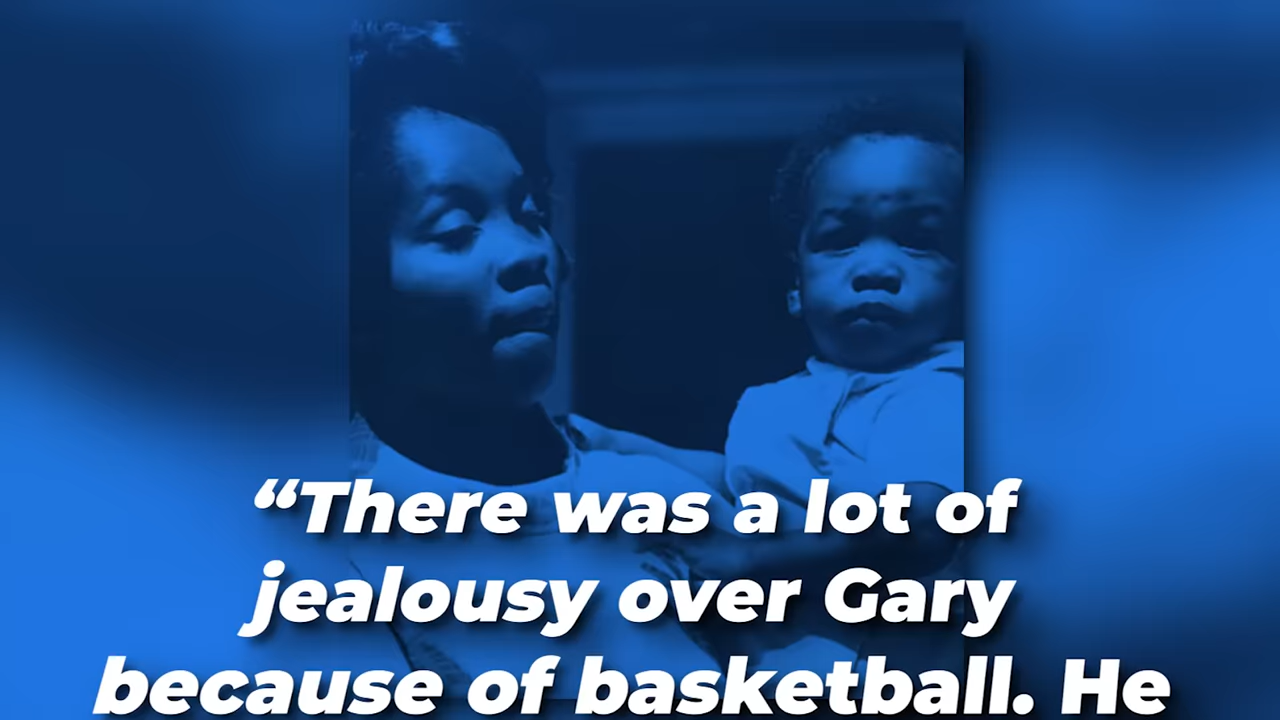 “There was a lot of
jealousy over Gary
because of basketball. He